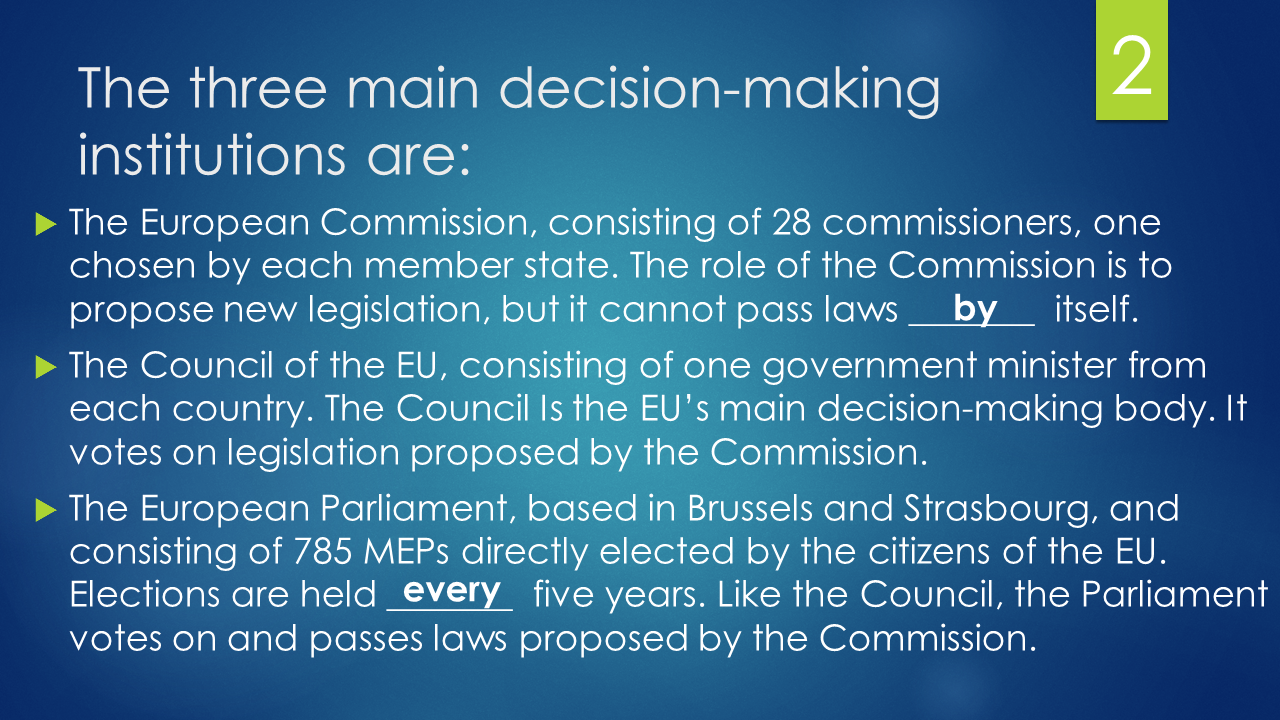 2
The three main decision-making
institutions are:
The European Commission, consisting of 28 commissioners, one
chosen by each member state. The role of the Commission is to
propose new legislation, but it cannot pass laws _______ by itself.
The Council of the EU, consisting of one government minister from
each country. The Council Is the EU’s main decision-making body. It
votes on legislation proposed by the Commission.
The European Parliament, based in Brussels and Strasbourg, and
consisting of 785 MEPs directly elected by the citizens of the EU.
Elections are held _______ every five years. Like the Council, the Parliament
votes on and passes laws proposed by the Commission.